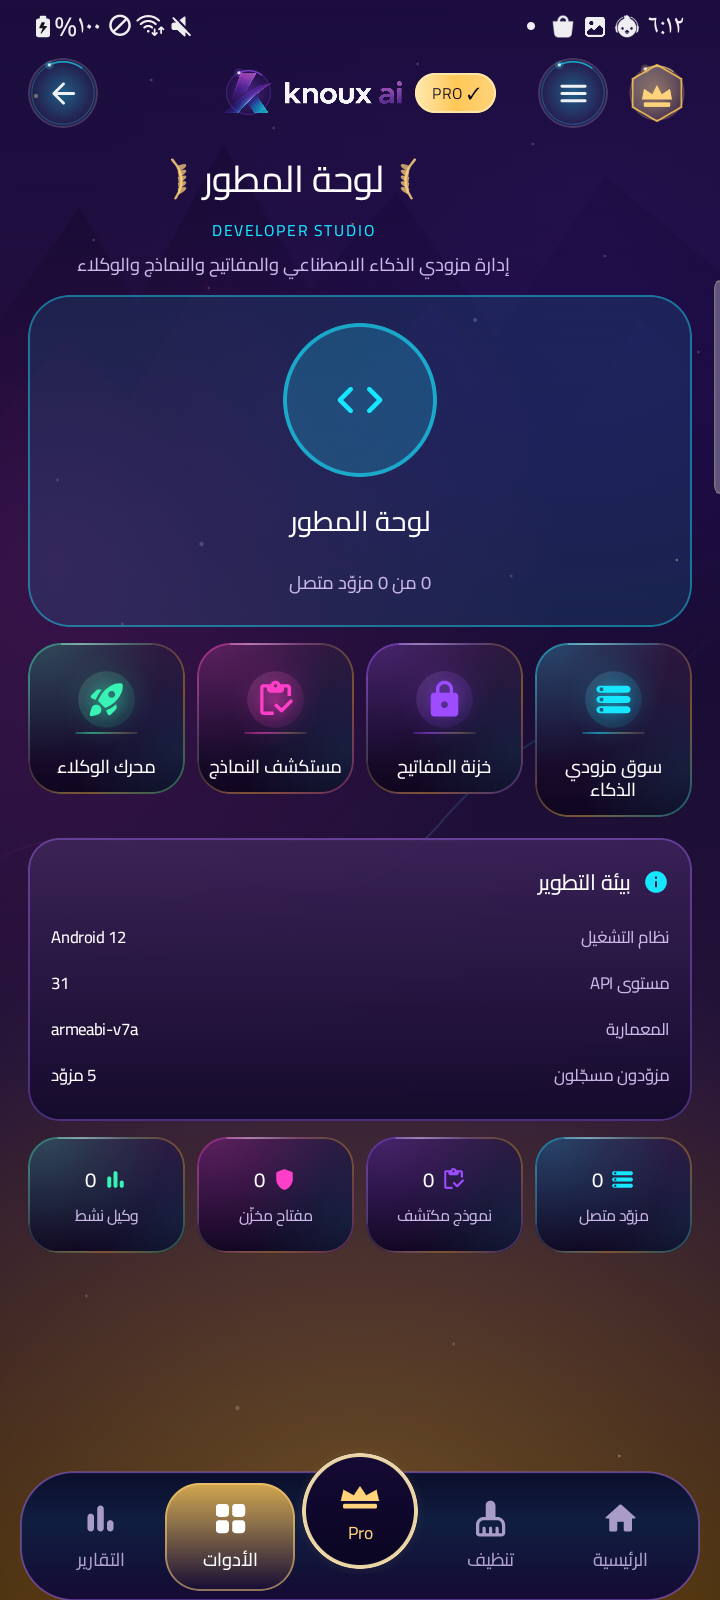 ٦:١٢
%١٠٠
knoux ai
PRO ✓
لوحة المطور
DEVELOPER STUDIO
إدارة مزودي الذكاء الاصطناعي والمفاتيح والنماذج والوكلاء
لوحة المطور
0 من 0 مزوّد متصل
سوق مزودي
الذكاء
خزنة المفاتيح
مستكشف النماذج
محرك الوكلاء
بيئة التطوير
نظام التشغيل Android 12
مستوى API 31
المعمارية armeabi-v7a
مزوّدون مسجّلون 5 مزوّد
0
مزوّد متصل
0
نموذج مكتشف
0
مفتاح مخزّن
0
وكيل نشط
الرئيسية
تنظيف
Pro
الأدوات
التقارير